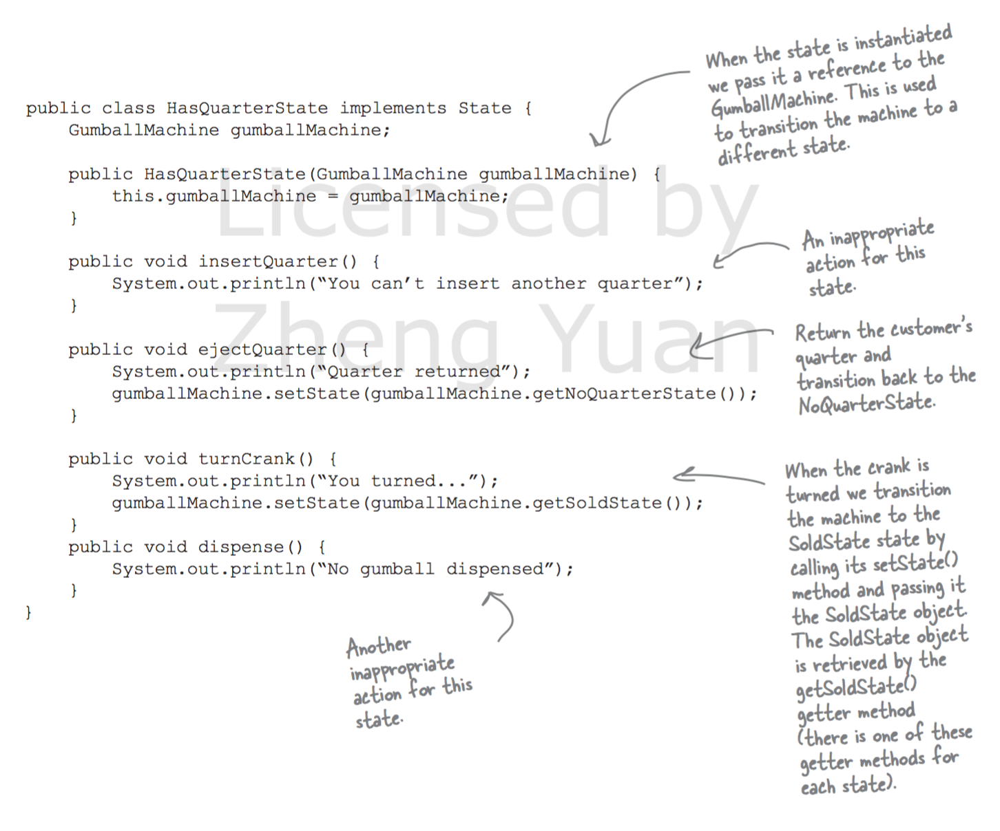 When the state is instantiated
we pass it a reference to the
GumballMachine. This is used
to transition the machine to a
different state.
public class HasQuarterState implements State {
GumballMachine gumballMachine;
public HasQuarterState(GumballMachine gumballMachine) {
this.gumballMachine = gumballMachine;
}
Licensed by
An inappropriate
action for this
state.
public void insertQuarter() {
System.out.println(“You can’t insert another quarter”);
}
Zheng Yuan
Return the customer's
quarter and
transition back to the
NoQuarterState.
public void ejectQuarter() {
System.out.println(“Quarter returned”);
gumballMachine.setState(gumballMachine.getNoQuarterState());
}
public void turnCrank() {
System.out.println(“You turned...”);
gumballMachine.setState(gumballMachine.getSoldState());
}
When the crank is
turned we transition
the machine to the
SoldState state by
calling its setState()
method and passing it
the SoldState object.
The SoldState object
is retrieved by the
getSoldState()
getter method
(there is one of these
getter methods for
each state).
public void dispense() {
System.out.println(“No gumball dispensed”);
}
}
Another
inappropriate
action for this
state.